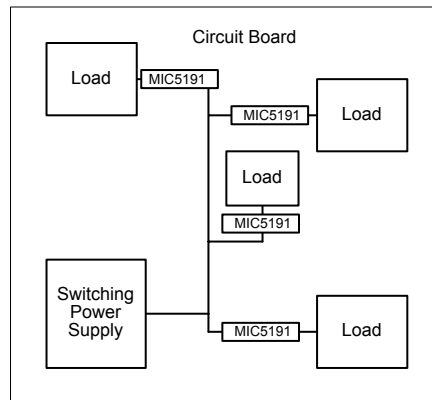 Circuit Board
Load
MIC5191
MIC5191
Load
Load
MIC5191
Switching
Power
Supply
MIC5191
Load